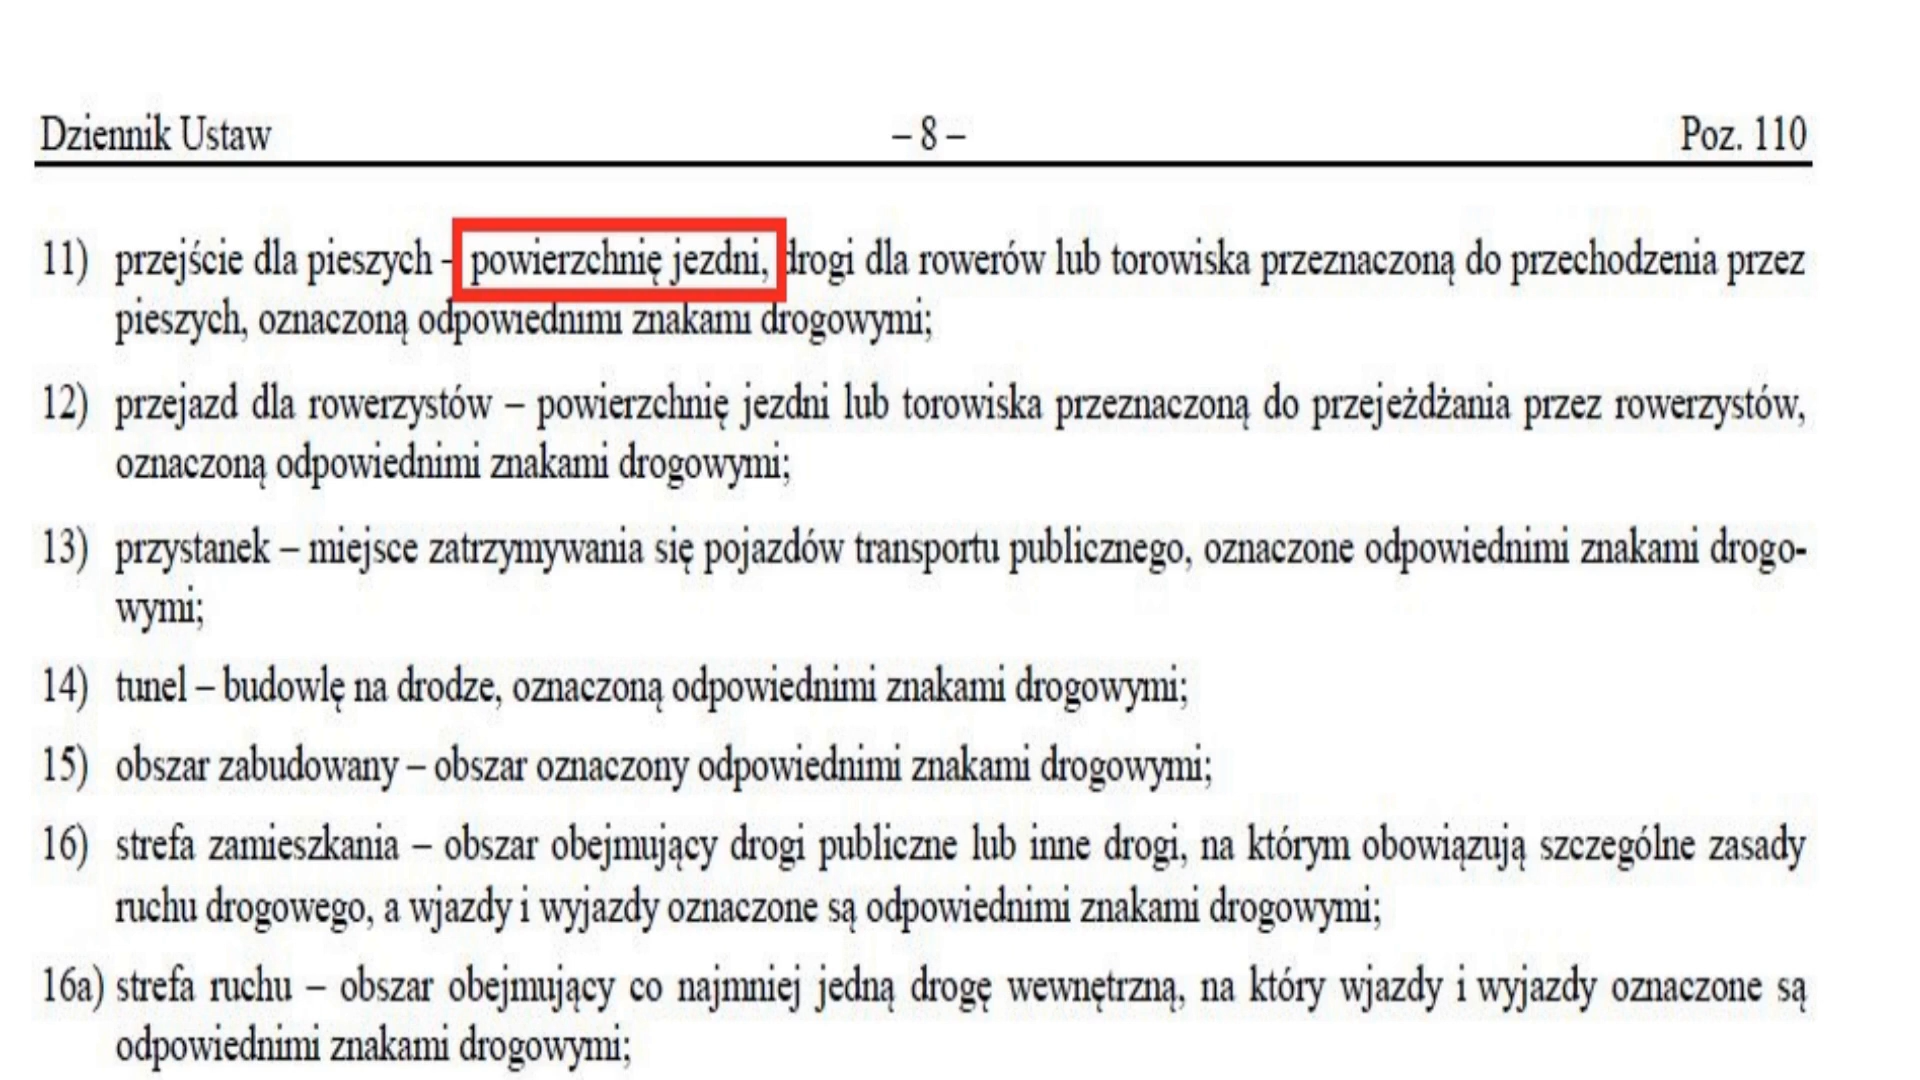 Dziennik Ustaw – 8 – Poz. 110
11) przejście dla pieszych – powierzchnię jezdni, drogi dla rowerów lub torowiska przeznaczoną do przechodzenia przez
pieszych, oznaczoną odpowiednimi znakami drogowymi;
12) przejazd dla rowerzystów – powierzchnię jezdni lub torowiska przeznaczoną do przejeżdżania przez rowerzystów,
oznaczoną odpowiednimi znakami drogowymi;
13) przystanek – miejsce zatrzymywania się pojazdów transportu publicznego, oznaczone odpowiednimi znakami drogo-
wymi;
14) tunel – budowlę na drodze, oznaczoną odpowiednimi znakami drogowymi;
15) obszar zabudowany – obszar oznaczony odpowiednimi znakami drogowymi;
16) strefa zamieszkania – obszar obejmujący drogi publiczne lub inne drogi, na którym obowiązują szczególne zasady
ruchu drogowego, a wjazdy i wyjazdy oznaczone są odpowiednimi znakami drogowymi;
16a) strefa ruchu – obszar obejmujący co najmniej jedną drogę wewnętrzną, na który wjazdy i wyjazdy oznaczone są
odpowiednimi znakami drogowymi;